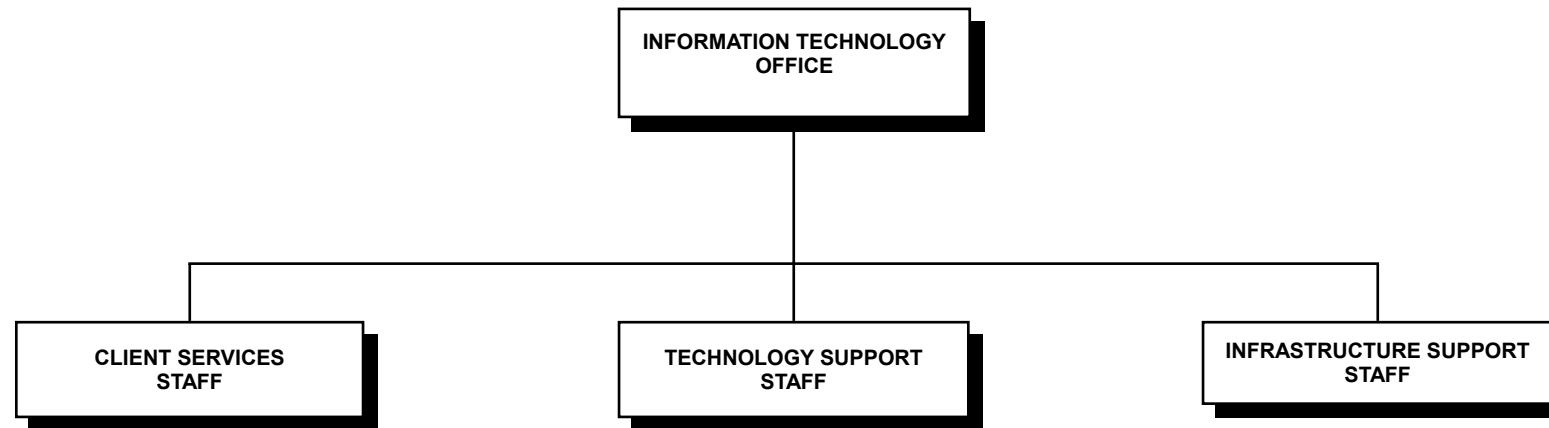 INFORMATION TECHNOLOGY
OFFICE
CLIENT SERVICES
STAFF
TECHNOLOGY SUPPORT
STAFF
INFRASTRUCTURE SUPPORT
STAFF